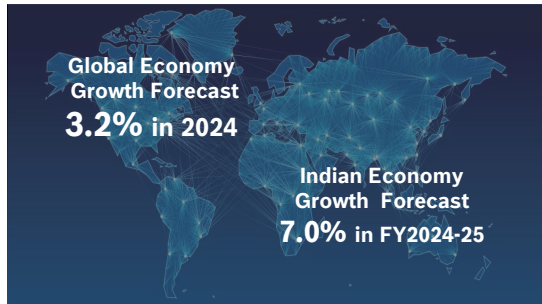 Global Economy
Growth Forecast
3.2% in 2024
Indian Economy
Growth Forecast
7.0% in FY2024-25